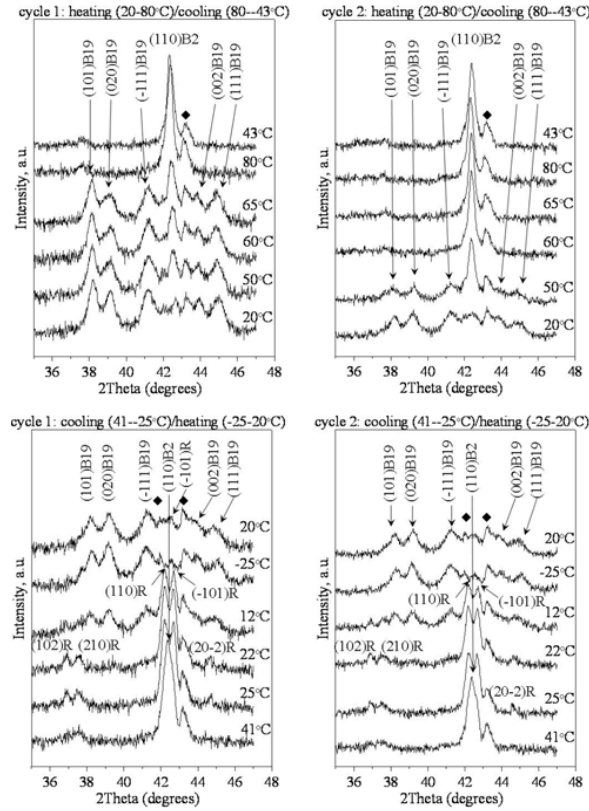 cycle 1: heating (20-80°C)/cooling (80--43°C)
(101)B19
(020)B19
(-111)B19
(110)B2
(002)B19
(111)B19
◆
43°C
80°C
65°C
60°C
50°C
20°C
Intensity, a.u.
36 38 40 42 44 46
2Theta (degrees)
cycle 2: heating (20-80°C)/cooling (80--43°C)
(101)B19
(020)B19
(-111)B19
(110)B2
(002)B19
(111)B19
◆
43°C
80°C
65°C
60°C
50°C
20°C
Intensity, a.u.
36 38 40 42 44 46
2Theta (degrees)
cycle 1: cooling (41--25°C)/heating (-25-20°C)
(101)B19
(020)B19
(-111)B19
(110)B2
(-101)R
(002)B19
(111)B19
◆ ◆
20°C
-25°C
(110)R
(-101)R
12°C
(102)R (210)R
(20-2)R
22°C
25°C
41°C
Intensity, a.u.
36 38 40 42 44 46
2Theta (degrees)
cycle 2: cooling (41--25°C)/heating (-25-20°C)
(101)B19
(020)B19
(-111)B19
(110)B2
(002)B19
(111)B19
◆ ◆
20°C
-25°C
(110)R
(-101)R
12°C
(102)R (210)R
22°C
(20-2)R
25°C
41°C
Intensity, a.u.
36 38 40 42 44 46
2Theta (degrees)